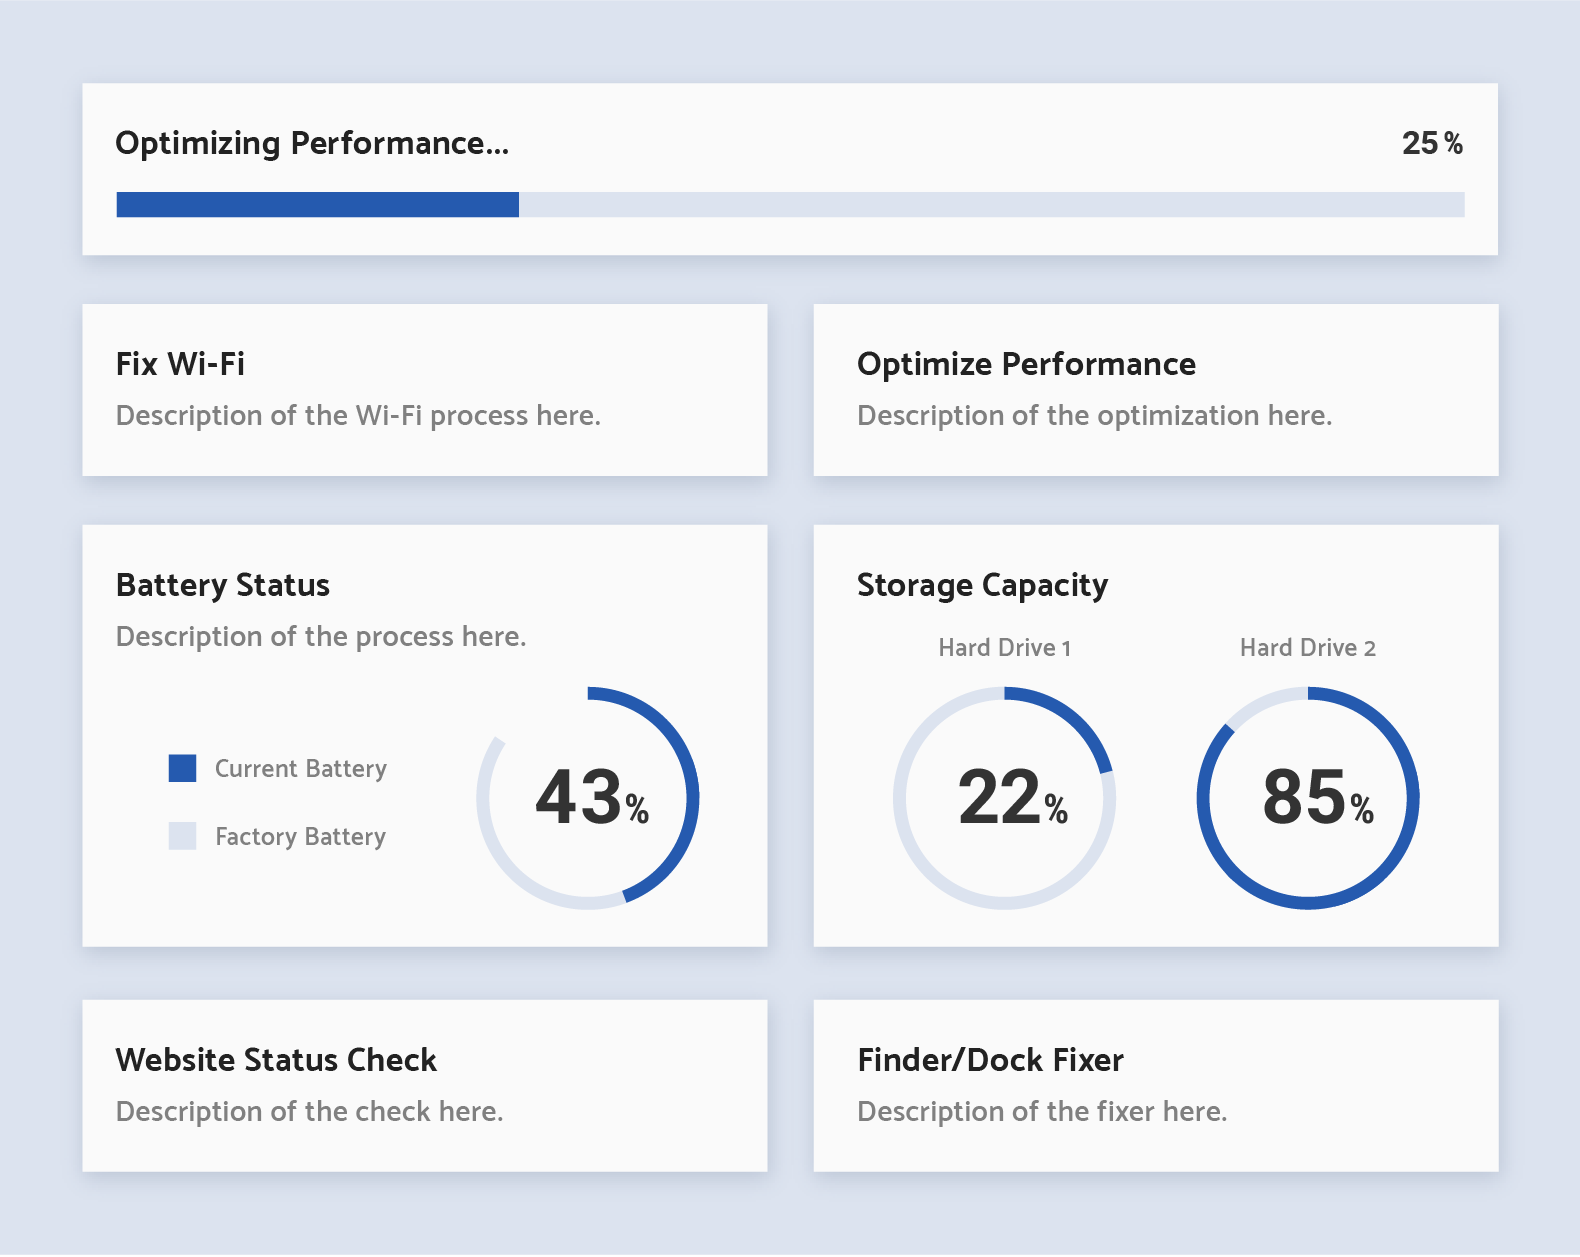 Optimizing Performance...
25%
Fix Wi-Fi
Description of the Wi-Fi process here.
Optimize Performance
Description of the optimization here.
Battery Status
Description of the process here.
Current Battery
Factory Battery
43%
Storage Capacity
Hard Drive 1
Hard Drive 2
22%
85%
Website Status Check
Description of the check here.
Finder/Dock Fixer
Description of the fixer here.